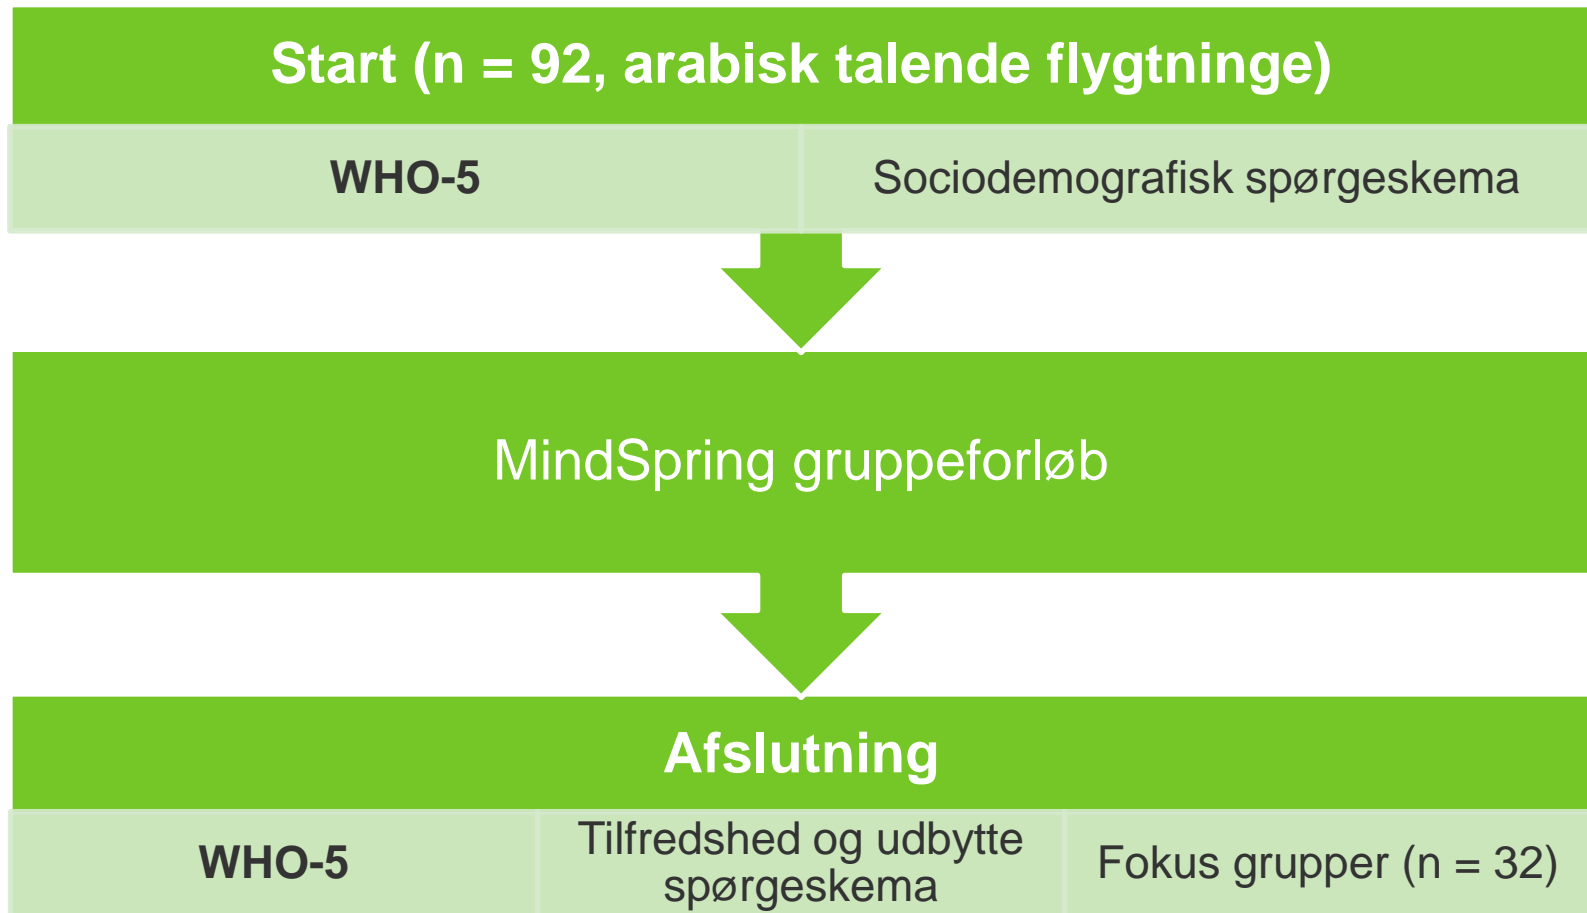 Start (n = 92, arabisk talende flygtninge)
WHO-5
Sociodemografisk spørgeskema
MindSpring gruppeforløb
Afslutning
WHO-5
Tilfredshed og udbytte
spørgeskema
Fokus grupper (n = 32)